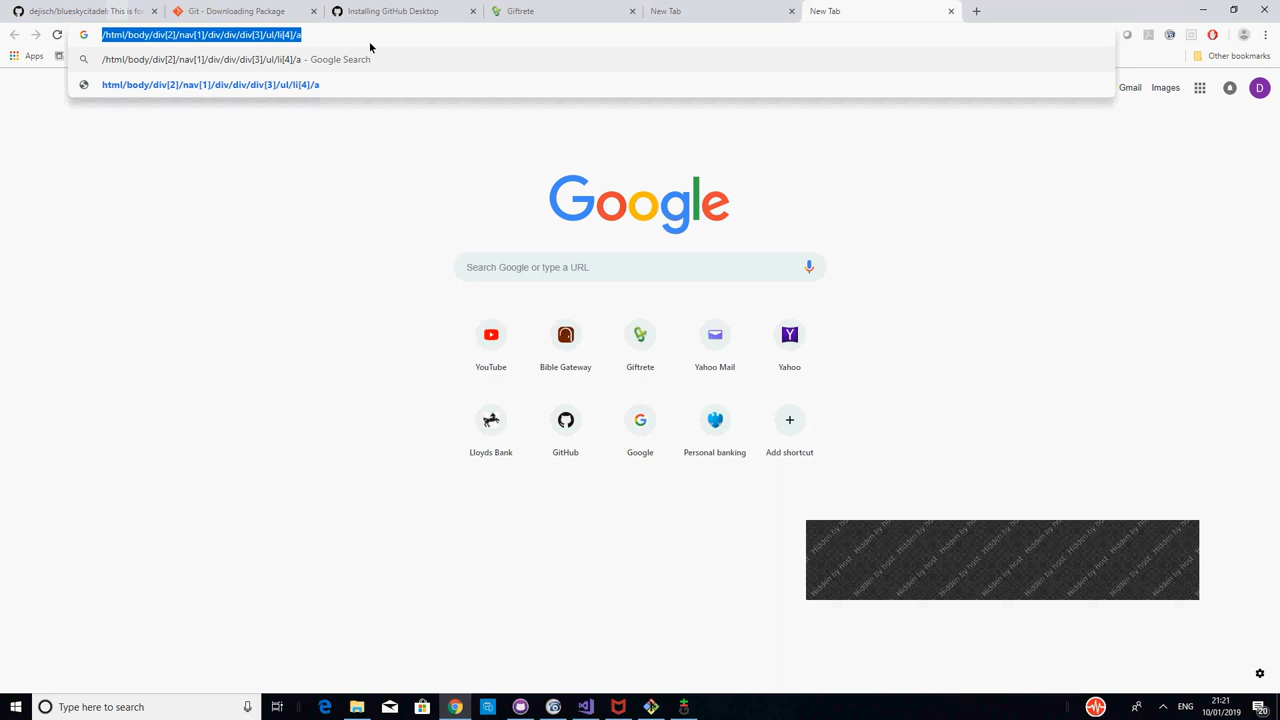 dejisch/blueskycitadel: This is fo
Git - Downloading Package
Installing GitHub Desktop
Giftrete
New Tab
New Tab
/html/body/div[2]/nav[1]/div/div/div[3]/ul/li[4]/a
Apps
Other bookmarks
/html/body/div[2]/nav[1]/div/div/div[3]/ul/li[4]/a - Google Search
html/body/div[2]/nav[1]/div/div/div[3]/ul/li[4]/a
Gmail
Images
D
Google
Search Google or type a URL
YouTube
Bible Gateway
Giftrete
Yahoo Mail
Yahoo
Lloyds Bank
GitHub
Google
Personal banking
Add shortcut
Hidden by host
Type here to search
ENG
21:21
10/01/2019
20